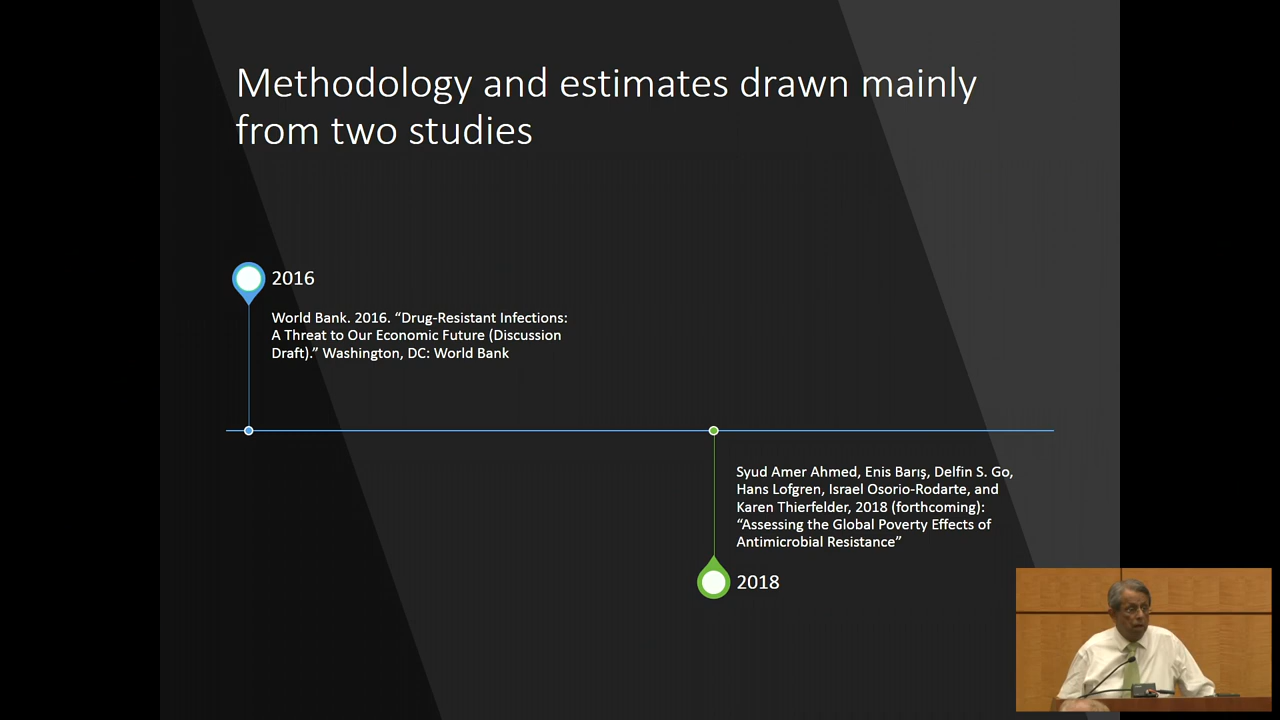 Methodology and estimates drawn mainly
from two studies
2016
World Bank. 2016. “Drug-Resistant Infections:
A Threat to Our Economic Future (Discussion
Draft).” Washington, DC: World Bank
Syud Amer Ahmed, Enis Barış, Delfin S. Go,
Hans Lofgren, Israel Osorio-Rodarte, and
Karen Thierfelder, 2018 (forthcoming):
“Assessing the Global Poverty Effects of
Antimicrobial Resistance”
2018